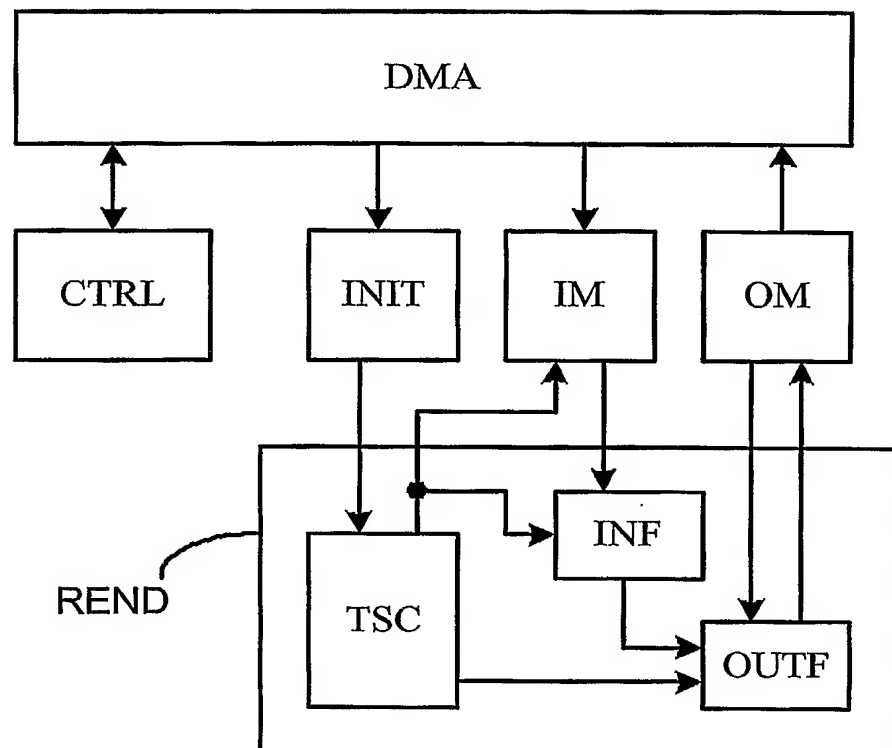 DMA
CTRL
INIT
IM
OM
INF
REND
TSC
OUTF